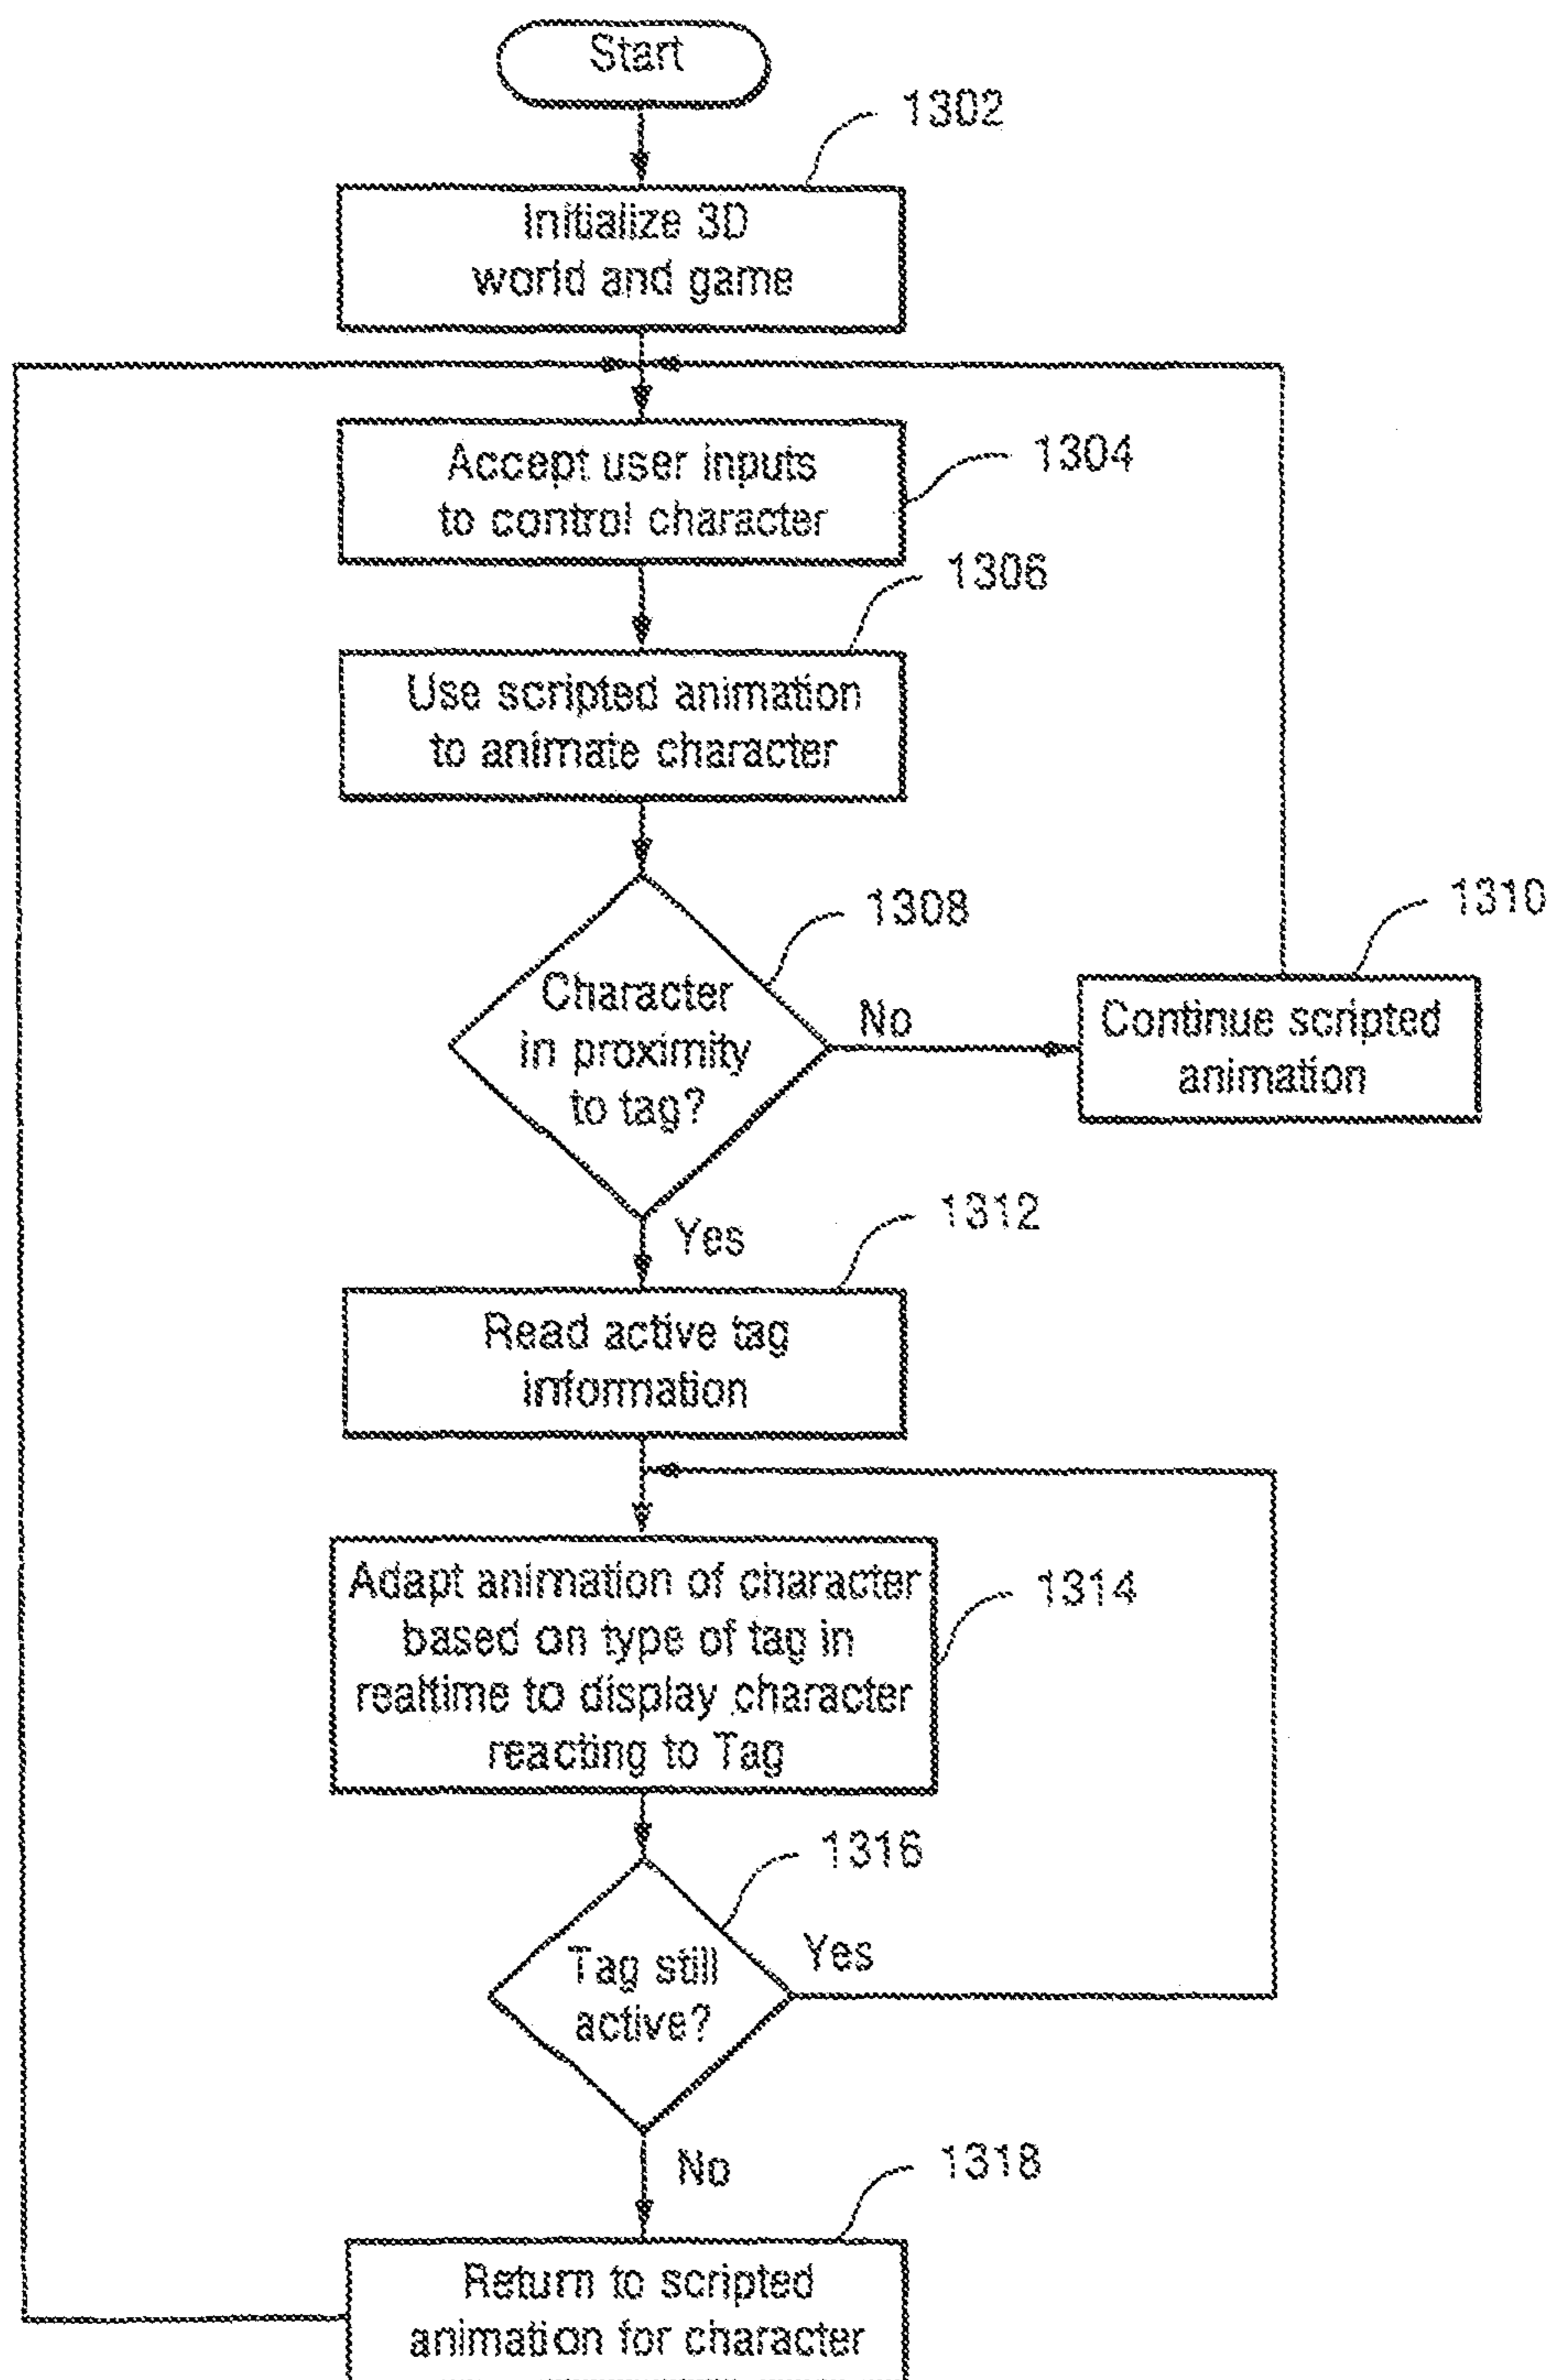 Start
1302
Initialize 3D
world and game
Accept user inputs
to control character
1304
1306
Use scripted animation
to animate character
1308
Character
in proximity
to tag?
No
1310
Continue scripted
animation
Yes
1312
Read active tag
information
Adapt animation of character
based on type of tag in
realtime to display character
reacting to Tag
1314
1316
Tag still
active?
Yes
No
1318
Return to scripted
animation for character